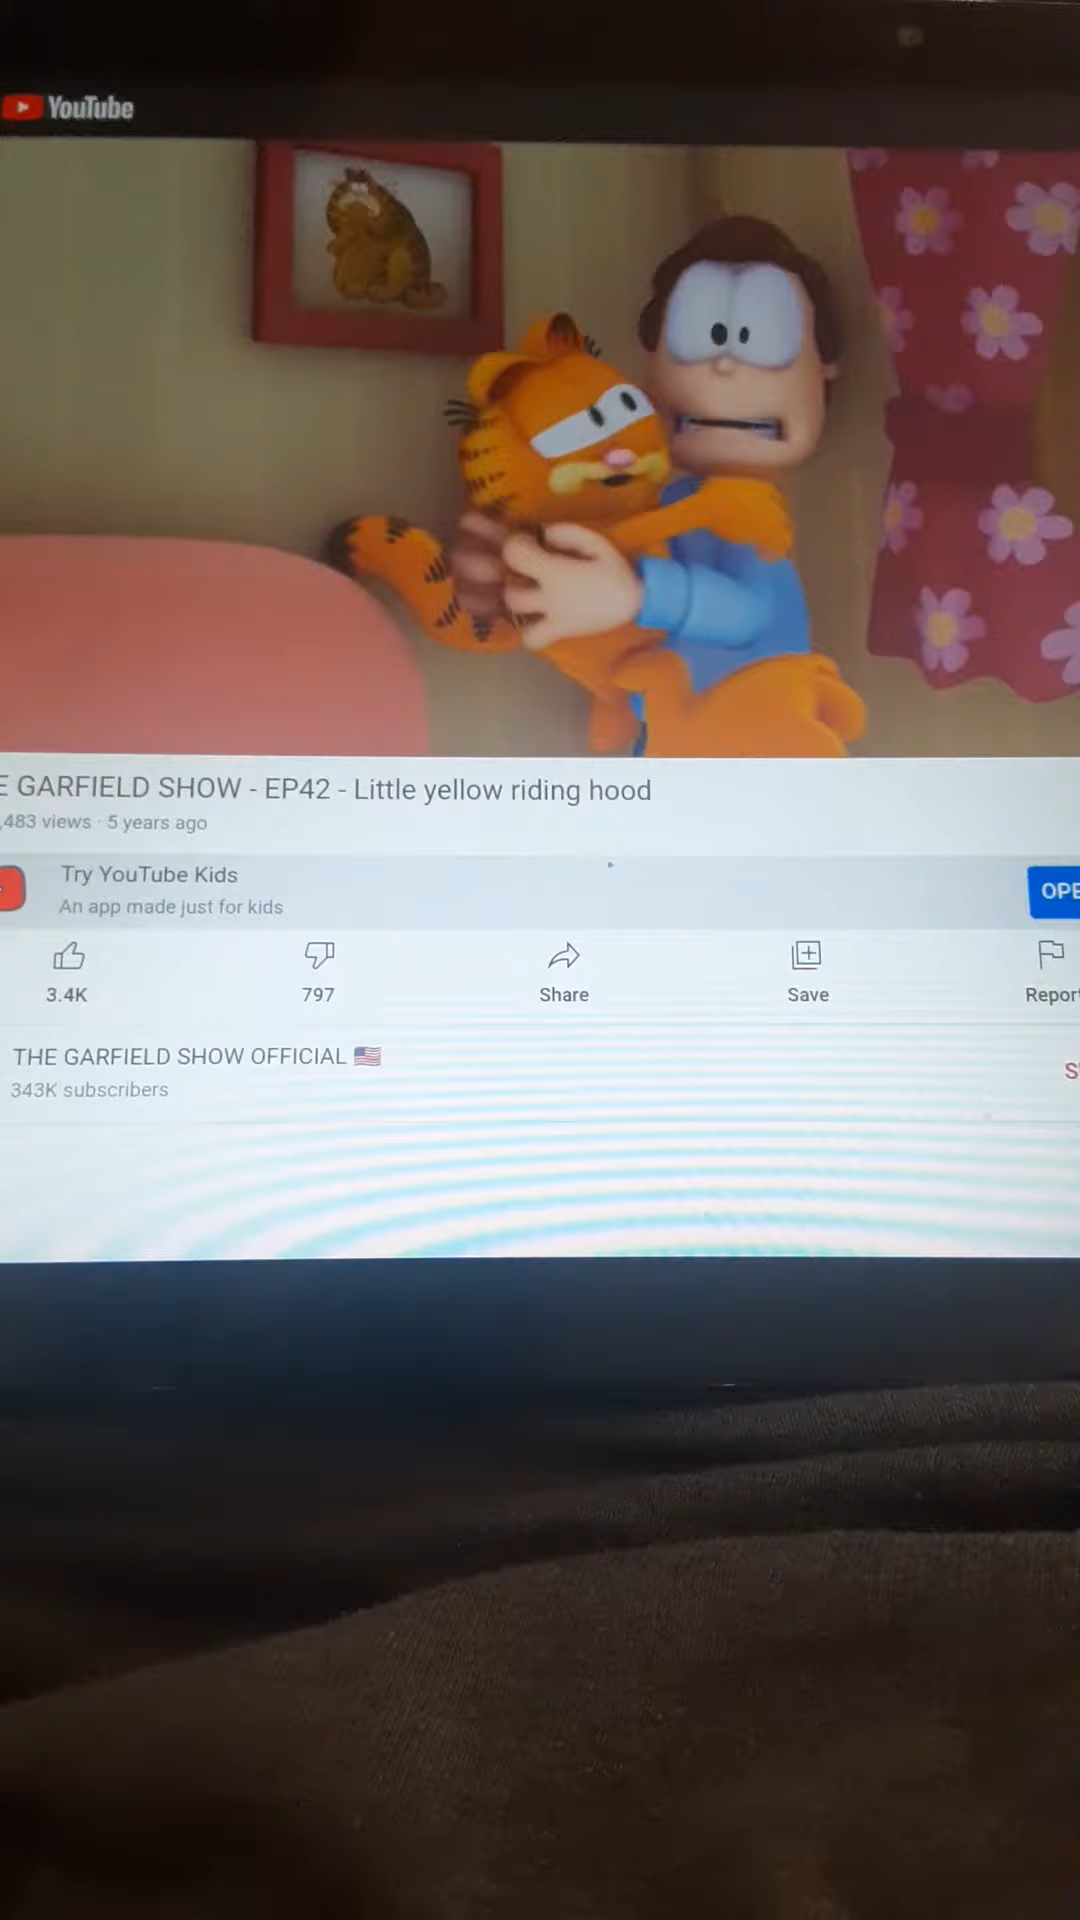 YouTube
E GARFIELD SHOW - EP42 - Little yellow riding hood
,483 views · 5 years ago
Try YouTube Kids
An app made just for kids
OPE
3.4K
797
Share
Save
Report
THE GARFIELD SHOW OFFICIAL 🇺🇸
S
343K subscribers